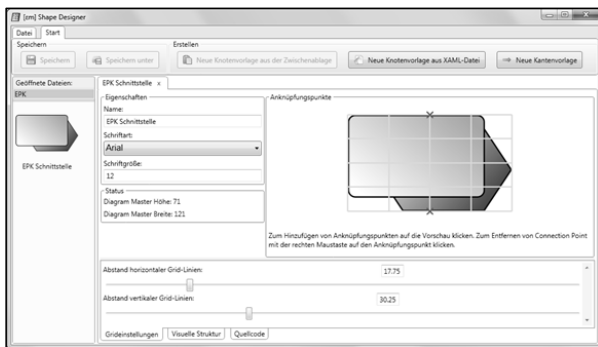 [εm] Shape Designer
Datei Start
Speichern Erstellen
Speichern Speichern unter Neue Knotenvorlage aus der Zwischenablage Neue Knotenvorlage aus XAML-Datei Neue Kantenvorlage
Geöffnete Dateien:
EPK
EPK Schnittstelle
EPK Schnittstelle x
Eigenschaften
Name:
EPK Schnittstelle
Schriftart:
Arial
Schriftgröße:
12
Status
Diagram Master Höhe: 71
Diagram Master Breite: 121
Anknüpfungspunkte
Zum Hinzufügen von Anknüpfungspunkten auf die Vorschau klicken. Zum Entfernen von Connection Point
mit der rechten Maustaste auf den Anknüpfungspunkt klicken.
Abstand horizontaler Grid-Linien: 17.75
Abstand vertikaler Grid-Linien: 30.25
Grideinstellungen Visuelle Struktur Quellcode